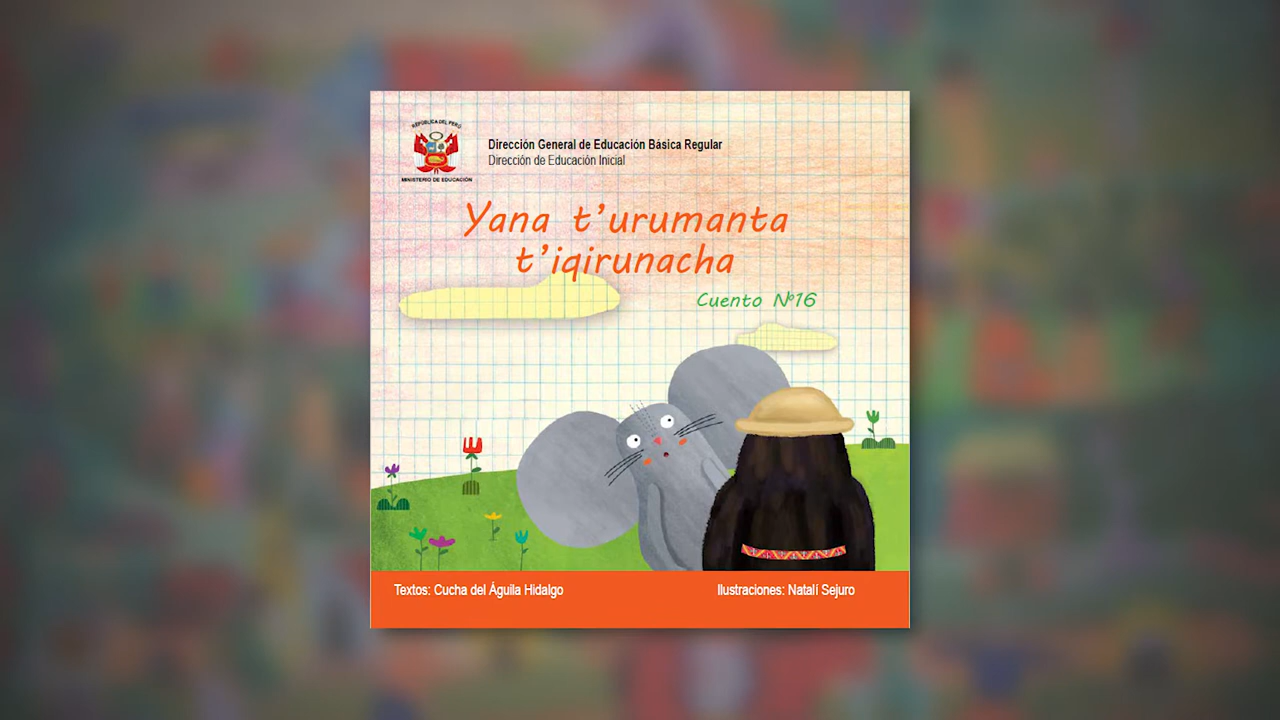 REPÚBLICA DEL PERÚ
MINISTERIO DE EDUCACIÓN
Dirección General de Educación Básica Regular
Dirección de Educación Inicial
Yana t'urumanta
t'iqirunacha
Cuento Nº16
Textos: Cucha del Águila Hidalgo
Ilustraciones: Natalí Sejuro